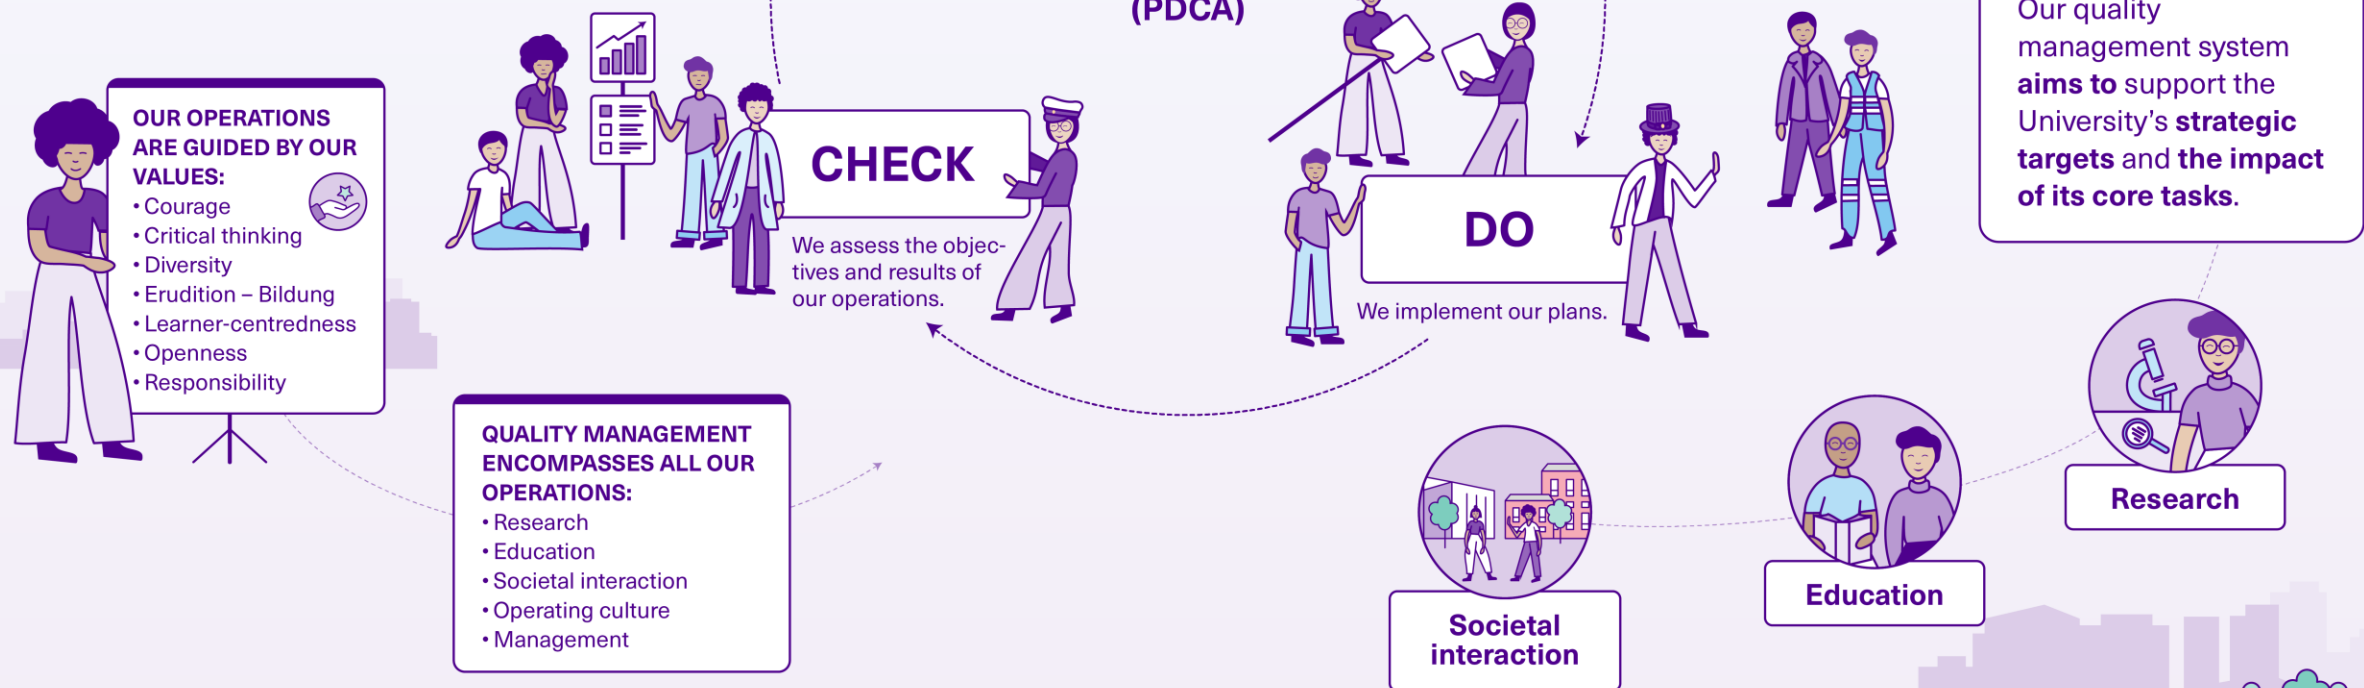 (PDCA)
OUR OPERATIONS
ARE GUIDED BY OUR
VALUES:
• Courage
• Critical thinking
• Diversity
• Erudition – Bildung
• Learner-centredness
• Openness
• Responsibility
CHECK
We assess the objec-
tives and results of
our operations.
DO
We implement our plans.
Our quality
management system
aims to support the
University’s strategic
targets and the impact
of its core tasks.
QUALITY MANAGEMENT
ENCOMPASSES ALL OUR
OPERATIONS:
• Research
• Education
• Societal interaction
• Operating culture
• Management
Societal
interaction
Education
Research